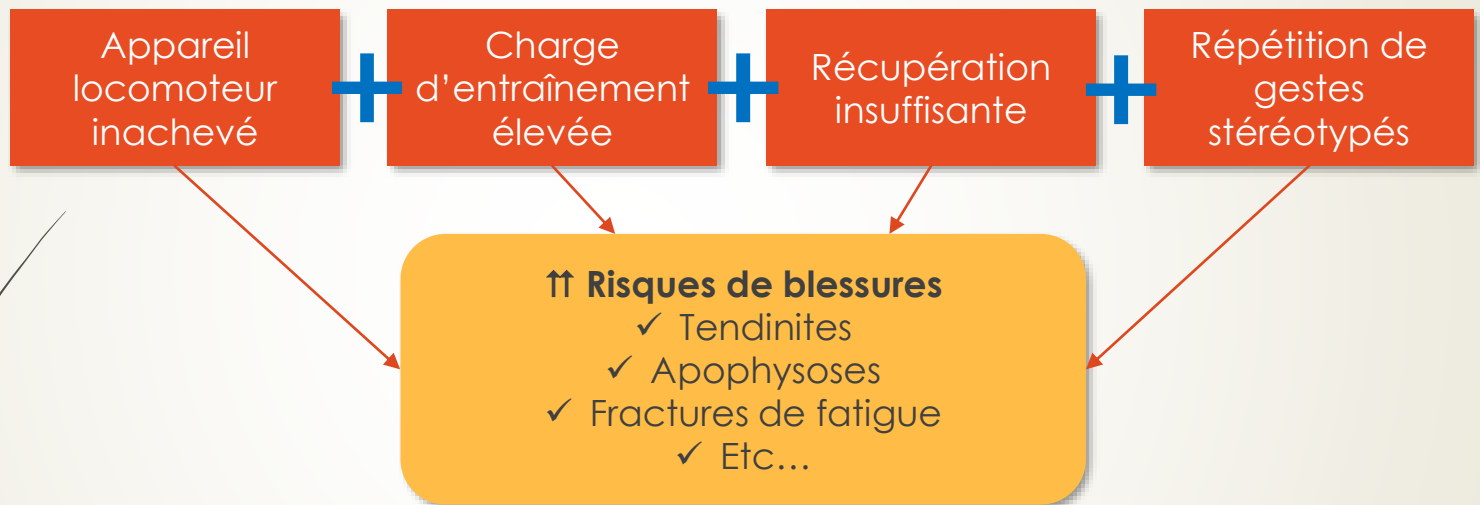 Appareil
locomoteur
inachevé
Charge
d’entraînement
élevée
Récupération
insuffisante
Répétition de
gestes
stéréotypés
⇈ Risques de blessures
✓ Tendinites
✓ Apophysoses
✓ Fractures de fatigue
✓ Etc…